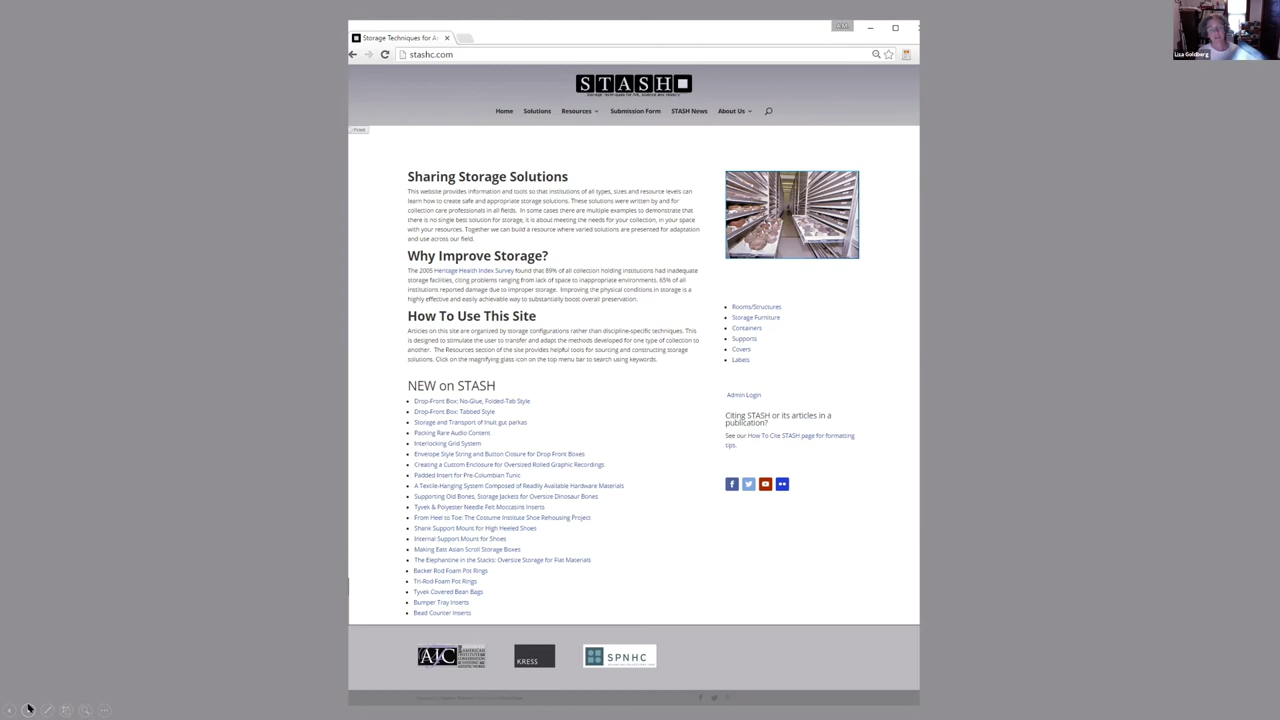 A.M.
Storage Techniques for A
stashc.com
Lisa Goldberg
STASH
Storage Techniques for Art, Science and History
Home Solutions Resources Submission Form STASH News About Us
Print
Sharing Storage Solutions
This website provides information and tools so that institutions of all types, sizes and resource levels can
learn how to create safe and appropriate storage solutions. These solutions were written by and for
collection care professionals in all fields. In some cases there are multiple examples to demonstrate that
there is no single best solution for storage, it is about meeting the needs for your collection, in your space
with your resources. Together we can build a resource where varied solutions are presented for adaptation
and use across our field.
Why Improve Storage?
The 2005 Heritage Health Index Survey found that 89% of all collection holding institutions had inadequate
storage facilities, citing problems ranging from lack of space to inappropriate environments. 65% of all
institutions reported damage due to improper storage. Improving the physical conditions in storage is a
highly effective and easily achievable way to substantially boost overall preservation.
How To Use This Site
Articles on this site are organized by storage configurations rather than discipline-specific techniques. This
is designed to stimulate the user to transfer and adapt the methods developed for one type of collection to
another. The Resources section of the site provides helpful tools for sourcing and constructing storage
solutions. Click on the magnifying glass icon on the top menu bar to search using keywords.
NEW on STASH
Drop-Front Box: No-Glue, Folded-Tab Style
Drop-Front Box: Tabbed Style
Storage and Transport of Inuit gut parkas
Packing Rare Audio Content
Interlocking Grid System
Envelope Style String and Button Closure for Drop Front Boxes
Creating a Custom Enclosure for Oversized Rolled Graphic Recordings
Padded Insert for Pre-Columbian Tunic
A Textile-Hanging System Composed of Readily Available Hardware Materials
Supporting Old Bones, Storage Jackets for Oversize Dinosaur Bones
Tyvek & Polyester Needle Felt Moccasins Inserts
From Heel to Toe: The Costume Institute Shoe Rehousing Project
Shank Support Mount for High Heeled Shoes
Internal Support Mount for Shoes
Making East Asian Scroll Storage Boxes
The Elephantine in the Stacks: Oversize Storage for Flat Materials
Backer Rod Foam Pot Rings
Tri-Rod Foam Pot Rings
Tyvek Covered Bean Bags
Bumper Tray Inserts
Bead Counter Inserts
Rooms/Structures
Storage Furniture
Containers
Supports
Covers
Labels
Admin Login
Citing STASH or its articles in a
publication?
See our How To Cite STASH page for formatting
tips.
AIC
KRESS
SPNHC